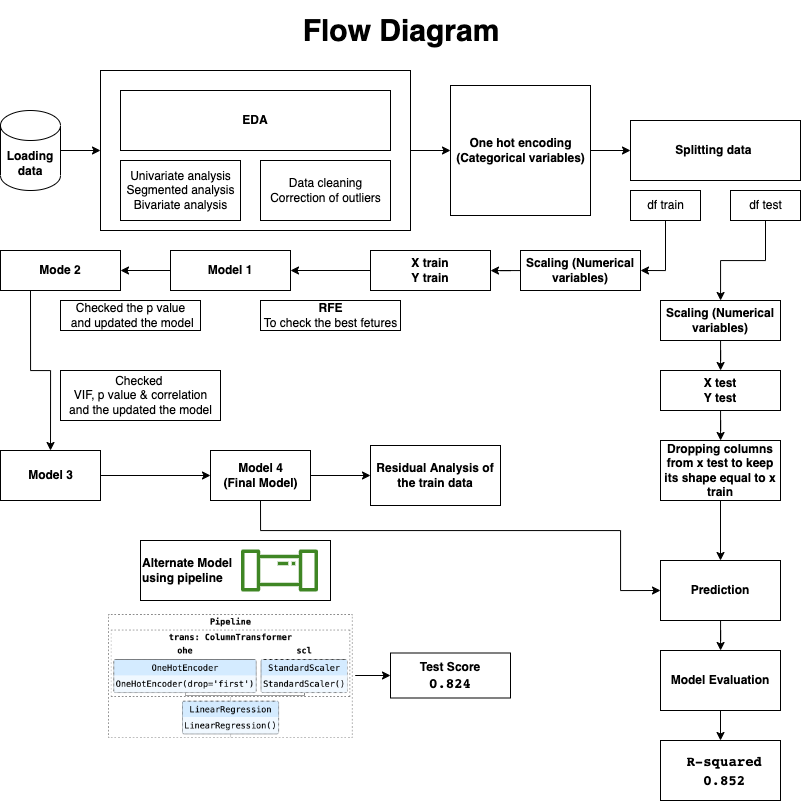 Flow Diagram
Loading
data
EDA
Univariate analysis
Segmented analysis
Bivariate analysis
Data cleaning
Correction of outliers
One hot encoding
(Categorical variables)
Splitting data
df train
df test
Mode 2
Model 1
X train
Y train
Scaling (Numerical
variables)
Checked the p value
and updated the model
RFE
To check the best fetures
Scaling (Numerical
variables)
X test
Y test
Checked
VIF, p value & correlation
and the updated the model
Dropping columns
from x test to keep
its shape equal to x
train
Model 3
Model 4
(Final Model)
Residual Analysis of
the train data
Alternate Model
using pipeline
Prediction
Pipeline
trans: ColumnTransformer
ohe
scl
OneHotEncoder
OneHotEncoder(drop='first')
StandardScaler
StandardScaler()
LinearRegression
LinearRegression()
Test Score
0.824
Model Evaluation
R-squared
0.852